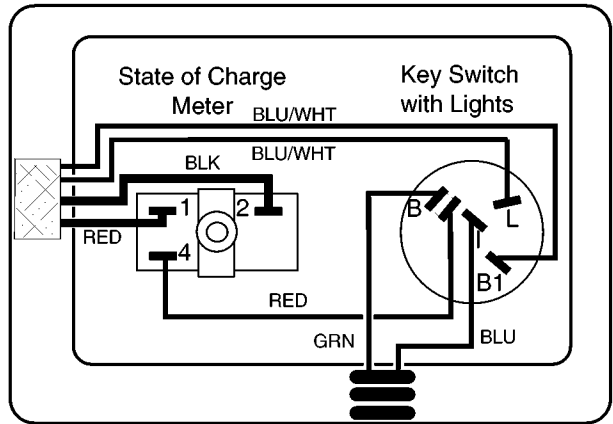 State of Charge
Meter
Key Switch
with Lights
BLU/WHT
BLU/WHT
BLK
1
2
B
L
RED
4
I
B1
RED
GRN
BLU